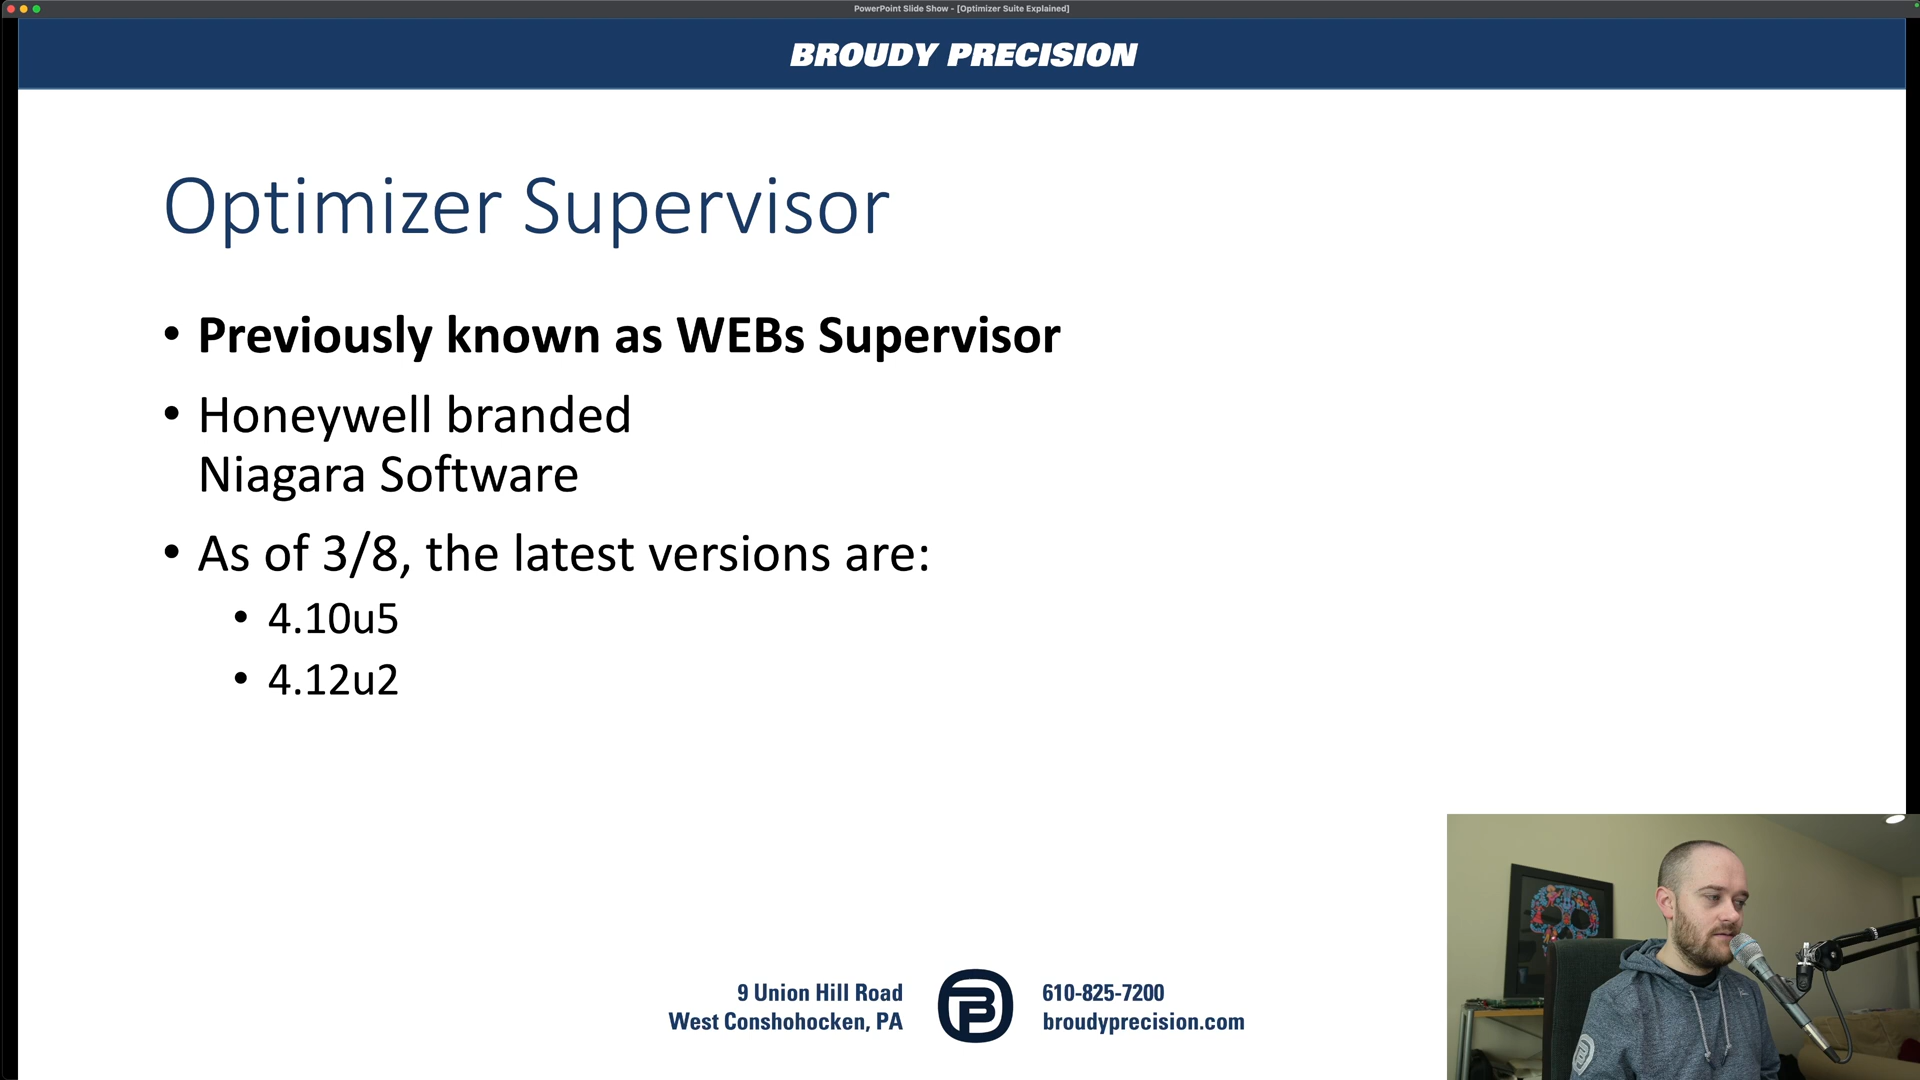 PowerPoint Slide Show - [Optimizer Suite Explained]
BROUDY PRECISION
Optimizer Supervisor
• Previously known as WEBs Supervisor
• Honeywell branded
Niagara Software
• As of 3/8, the latest versions are:
• 4.10u5
• 4.12u2
9 Union Hill Road
West Conshohocken, PA
610-825-7200
broudyprecision.com